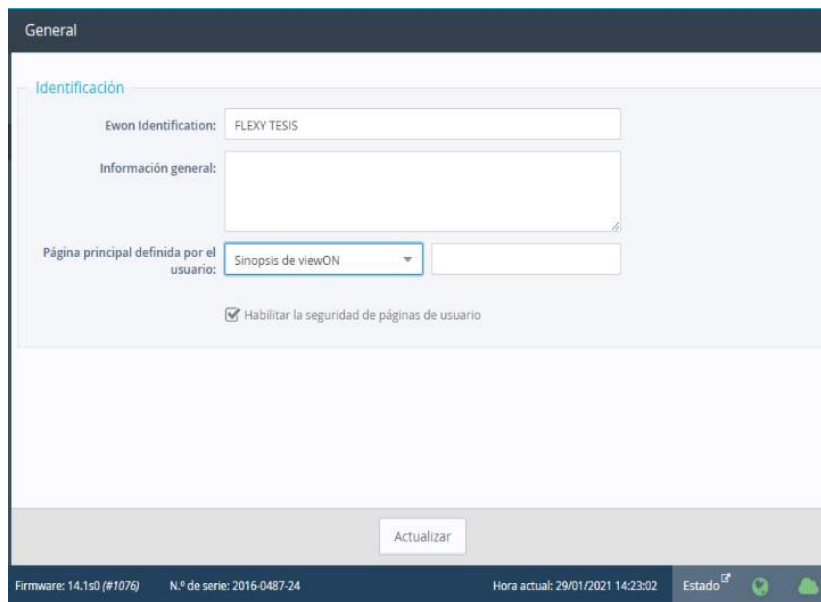 General
Identificación
Ewon Identification: FLEXY TESIS
Información general:
Página principal definida por el
usuario: Sinopsis de viewON
Habilitar la seguridad de páginas de usuario
Actualizar
Firmware: 14.1s0 (#1076) N.º de serie: 2016-0487-24 Hora actual: 29/01/2021 14:23:02 Estado